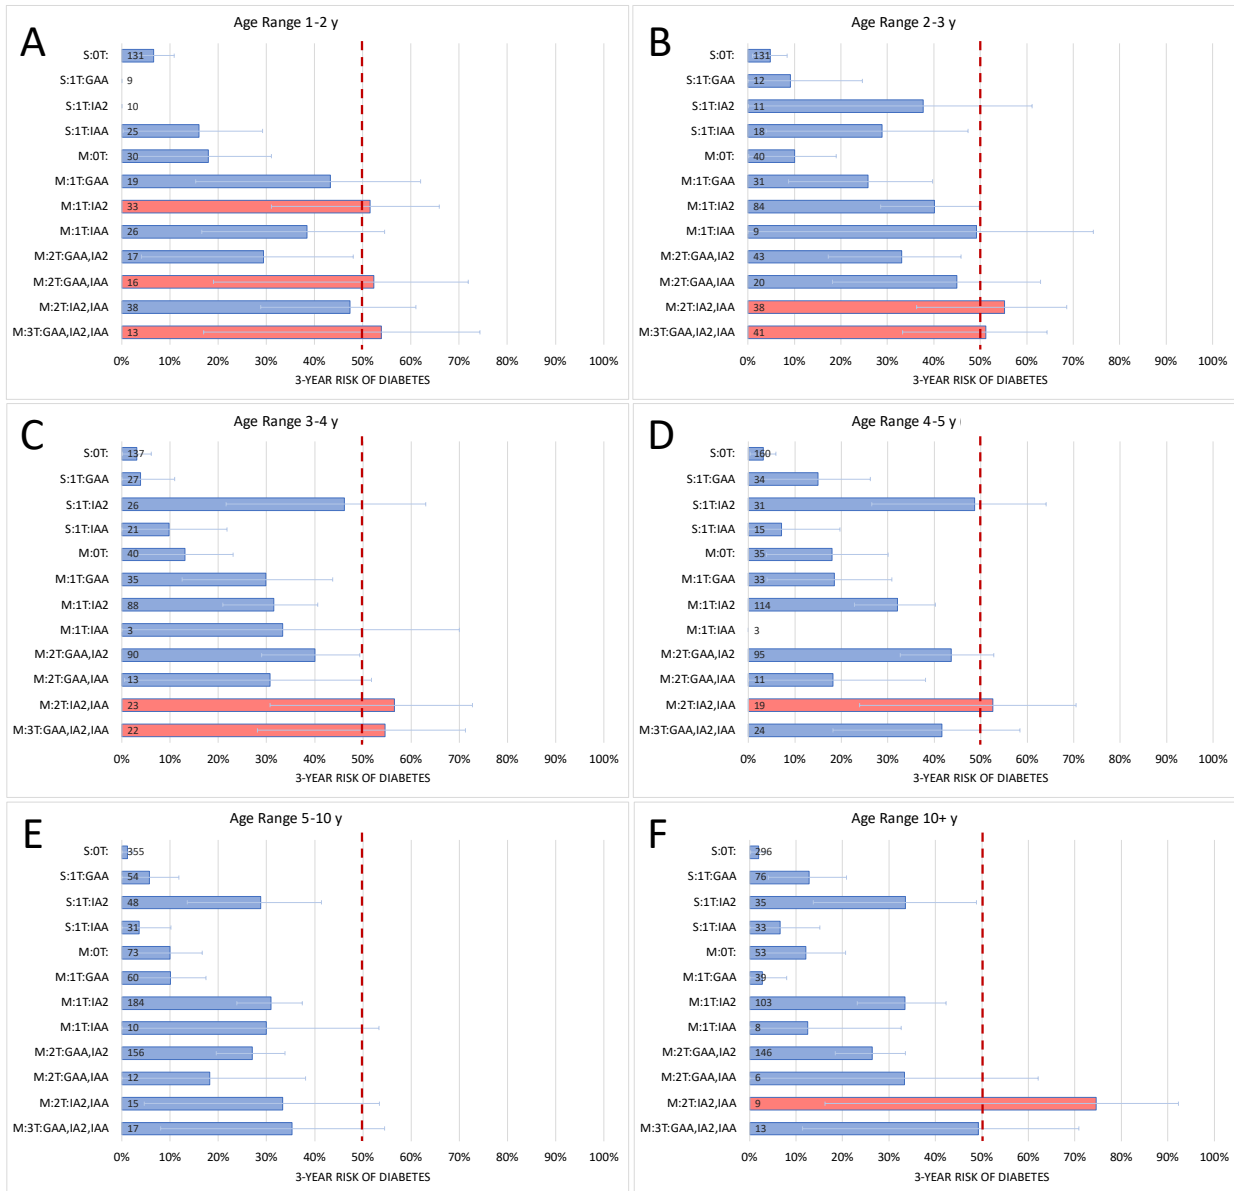 A
Age Range 1-2 y
S:0T: 131
S:1T:GAA 9
S:1T:IA2 10
S:1T:IAA 25
M:0T: 30
M:1T:GAA 19
M:1T:IA2 33
M:1T:IAA 26
M:2T:GAA,IA2 17
M:2T:GAA,IAA 16
M:2T:IA2,IAA 38
M:3T:GAA,IA2,IAA 13
0% 10% 20% 30% 40% 50% 60% 70% 80% 90% 100%
3-YEAR RISK OF DIABETES
B
Age Range 2-3 y
S:0T: 131
S:1T:GAA 12
S:1T:IA2 11
S:1T:IAA 18
M:0T: 40
M:1T:GAA 31
M:1T:IA2 84
M:1T:IAA 9
M:2T:GAA,IA2 43
M:2T:GAA,IAA 20
M:2T:IA2,IAA 38
M:3T:GAA,IA2,IAA 41
0% 10% 20% 30% 40% 50% 60% 70% 80% 90% 100%
3-YEAR RISK OF DIABETES
C
Age Range 3-4 y
S:0T: 137
S:1T:GAA 27
S:1T:IA2 26
S:1T:IAA 21
M:0T: 40
M:1T:GAA 35
M:1T:IA2 88
M:1T:IAA 3
M:2T:GAA,IA2 90
M:2T:GAA,IAA 13
M:2T:IA2,IAA 23
M:3T:GAA,IA2,IAA 22
0% 10% 20% 30% 40% 50% 60% 70% 80% 90% 100%
3-YEAR RISK OF DIABETES
D
Age Range 4-5 y
S:0T: 160
S:1T:GAA 34
S:1T:IA2 31
S:1T:IAA 15
M:0T: 35
M:1T:GAA 33
M:1T:IA2 114
M:1T:IAA 3
M:2T:GAA,IA2 95
M:2T:GAA,IAA 11
M:2T:IA2,IAA 19
M:3T:GAA,IA2,IAA 24
0% 10% 20% 30% 40% 50% 60% 70% 80% 90% 100%
3-YEAR RISK OF DIABETES
E
Age Range 5-10 y
S:0T: 355
S:1T:GAA 54
S:1T:IA2 48
S:1T:IAA 31
M:0T: 73
M:1T:GAA 60
M:1T:IA2 184
M:1T:IAA 10
M:2T:GAA,IA2 156
M:2T:GAA,IAA 12
M:2T:IA2,IAA 15
M:3T:GAA,IA2,IAA 17
0% 10% 20% 30% 40% 50% 60% 70% 80% 90% 100%
3-YEAR RISK OF DIABETES
F
Age Range 10+ y
S:0T: 296
S:1T:GAA 76
S:1T:IA2 35
S:1T:IAA 33
M:0T: 53
M:1T:GAA 39
M:1T:IA2 103
M:1T:IAA 8
M:2T:GAA,IA2 146
M:2T:GAA,IAA 6
M:2T:IA2,IAA 9
M:3T:GAA,IA2,IAA 13
0% 10% 20% 30% 40% 50% 60% 70% 80% 90% 100%
3-YEAR RISK OF DIABETES